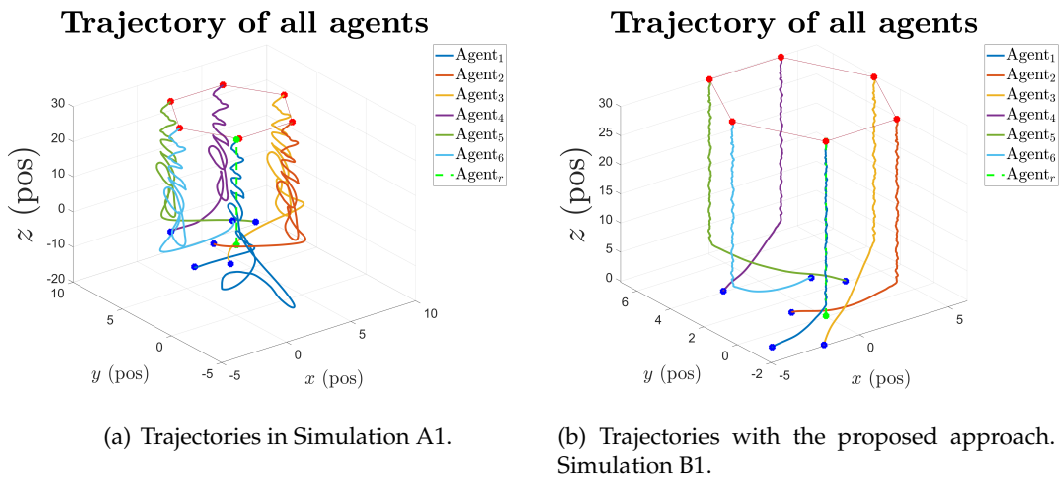 Trajectory of all agents
Agent1
Agent2
Agent3
Agent4
Agent5
Agent6
Agentr
30
20
10
0
-10
-20
z (pos)
10
5
0
-5
y (pos)
-5
0
5
10
x (pos)
(a) Trajectories in Simulation A1.
Trajectory of all agents
Agent1
Agent2
Agent3
Agent4
Agent5
Agent6
Agentr
30
25
20
15
10
5
0
z (pos)
6
4
2
0
-2
y (pos)
-5
0
5
x (pos)
(b) Trajectories with the proposed approach.
Simulation B1.